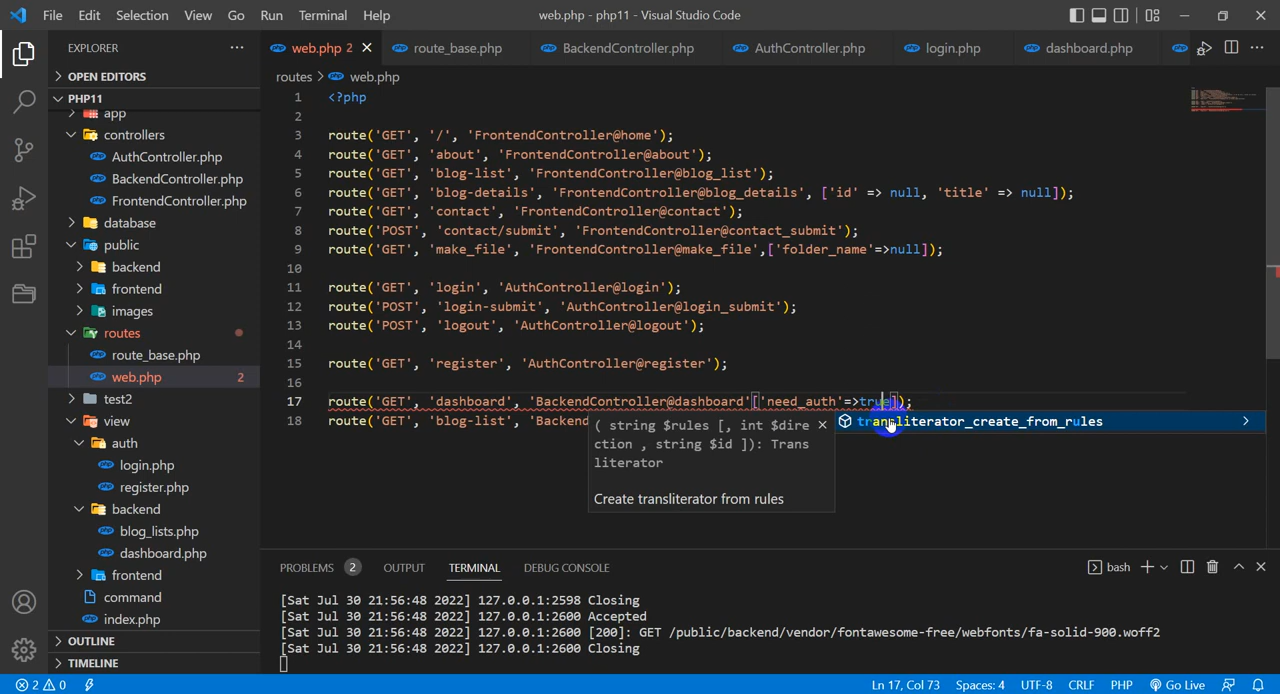 File Edit Selection View Go Run Terminal Help web.php - php11 - Visual Studio Code
EXPLORER
web.php 2 route_base.php BackendController.php AuthController.php login.php dashboard.php
OPEN EDITORS
routes > web.php
PHP11
app
controllers
AuthController.php
BackendController.php
FrontendController.php
database
public
backend
frontend
images
routes
route_base.php
web.php 2
test2
view
auth
login.php
register.php
backend
blog_lists.php
dashboard.php
frontend
command
index.php
OUTLINE
TIMELINE
1 <?php
2
3 route('GET', '/', 'FrontendController@home');
4 route('GET', 'about', 'FrontendController@about');
5 route('GET', 'blog-list', 'FrontendController@blog_list');
6 route('GET', 'blog-details', 'FrontendController@blog_details', ['id' => null, 'title' => null]);
7 route('GET', 'contact', 'FrontendController@contact');
8 route('POST', 'contact/submit', 'FrontendController@contact_submit');
9 route('GET', 'make_file', 'FrontendController@make_file',['folder_name'=>null]);
10
11 route('GET', 'login', 'AuthController@login');
12 route('POST', 'login-submit', 'AuthController@login_submit');
13 route('POST', 'logout', 'AuthController@logout');
14
15 route('GET', 'register', 'AuthController@register');
16
17 route('GET', 'dashboard', 'BackendController@dashboard'['need_auth'=>true]);
18 route('GET', 'blog-list', 'Backend
( string $rules [, int $dire
ction , string $id ]): Trans
literator
Create transliterator from rules
transliterator_create_from_rules
PROBLEMS 2 OUTPUT TERMINAL DEBUG CONSOLE bash
[Sat Jul 30 21:56:48 2022] 127.0.0.1:2598 Closing
[Sat Jul 30 21:56:48 2022] 127.0.0.1:2600 Accepted
[Sat Jul 30 21:56:48 2022] 127.0.0.1:2600 [200]: GET /public/backend/vendor/fontawesome-free/webfonts/fa-solid-900.woff2
[Sat Jul 30 21:56:48 2022] 127.0.0.1:2600 Closing
2 0 Ln 17, Col 73 Spaces: 4 UTF-8 CRLF PHP Go Live